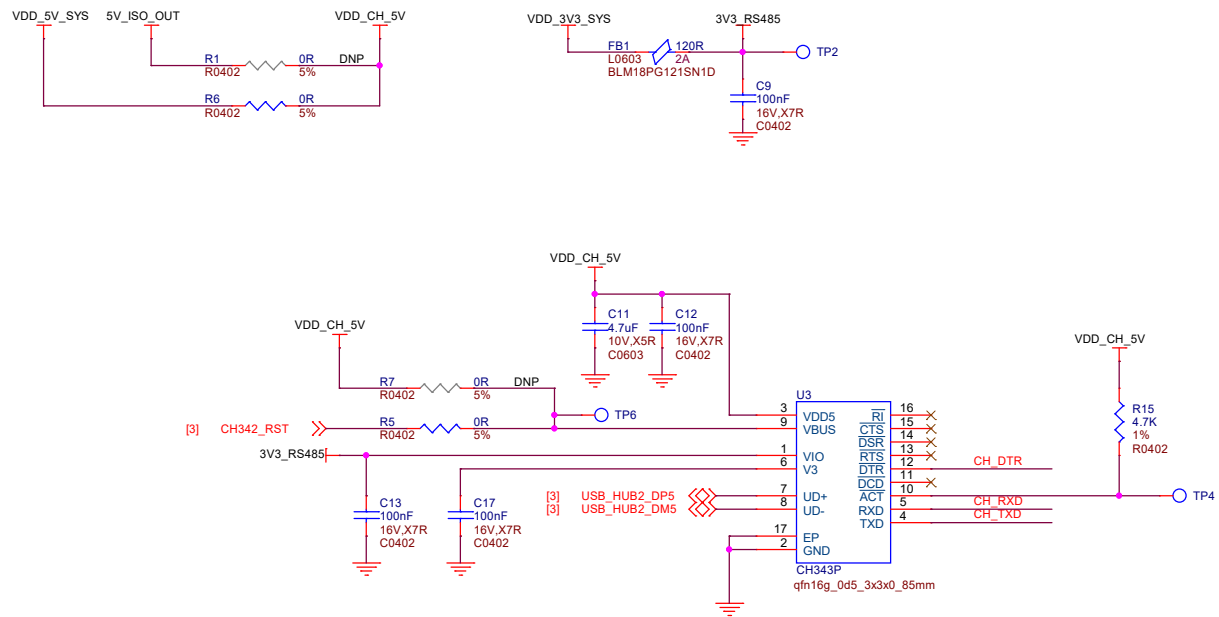 VDD_5V_SYS 5V_ISO_OUT VDD_CH_5V
R1 0R DNP
R0402 5%
R6 0R
R0402 5%
VDD_3V3_SYS 3V3_RS485
FB1 120R TP2
L0603 2A
BLM18PG121SN1D
C9
100nF
16V,X7R
C0402
VDD_CH_5V
C11
4.7uF
10V,X5R
C0603
C12
100nF
16V,X7R
C0402
VDD_CH_5V
R7 0R DNP
R0402 5%
TP6
[3] CH342_RST R5 0R
R0402 5%
3V3_RS485
C13
100nF
16V,X7R
C0402
C17
100nF
16V,X7R
C0402
[3] USB_HUB2_DP5
[3] USB_HUB2_DM5
U3
3 VDD5
9 VBUS
1 VIO
6 V3
7 UD+
8 UD-
17 EP
2 GND
RI 16
CTS 15
DSR 14
RTS 13
DTR 12 CH_DTR
DCD 11
ACT 10
RXD 5 CH_RXD
TXD 4 CH_TXD
CH343P
qfn16g_0d5_3x3x0_85mm
VDD_CH_5V
R15
4.7K
1%
R0402
TP4